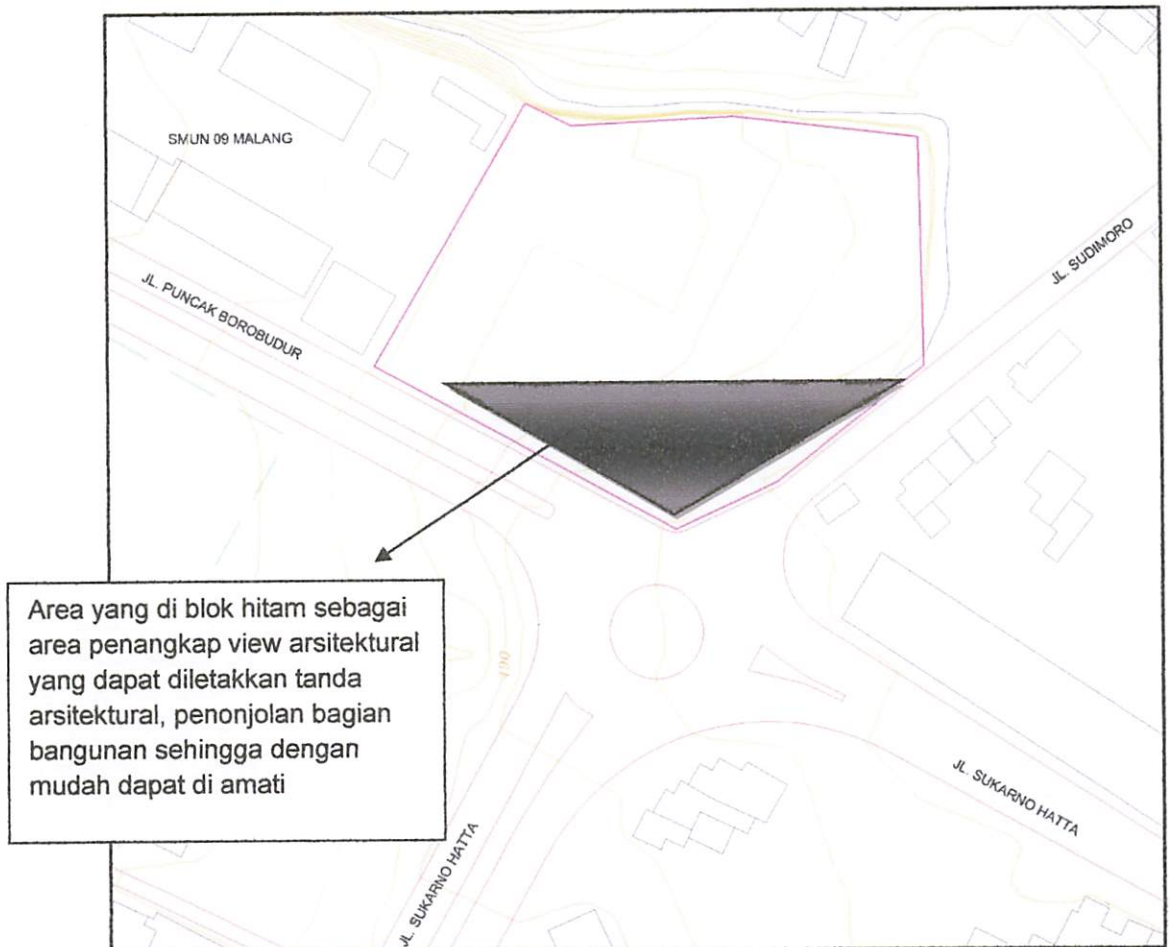 SMUN 09 MALANG
JL. PUNCAK BOROBUDUR
JL. SUDIMORO
Area yang di blok hitam sebagai
area penangkap view arsitektural
yang dapat diletakkan tanda
arsitektural, penonjolan bagian
bangunan sehingga dengan
mudah dapat di amati
490
JL. SUKARNO HATTA
JL. SUKARNO HATTA